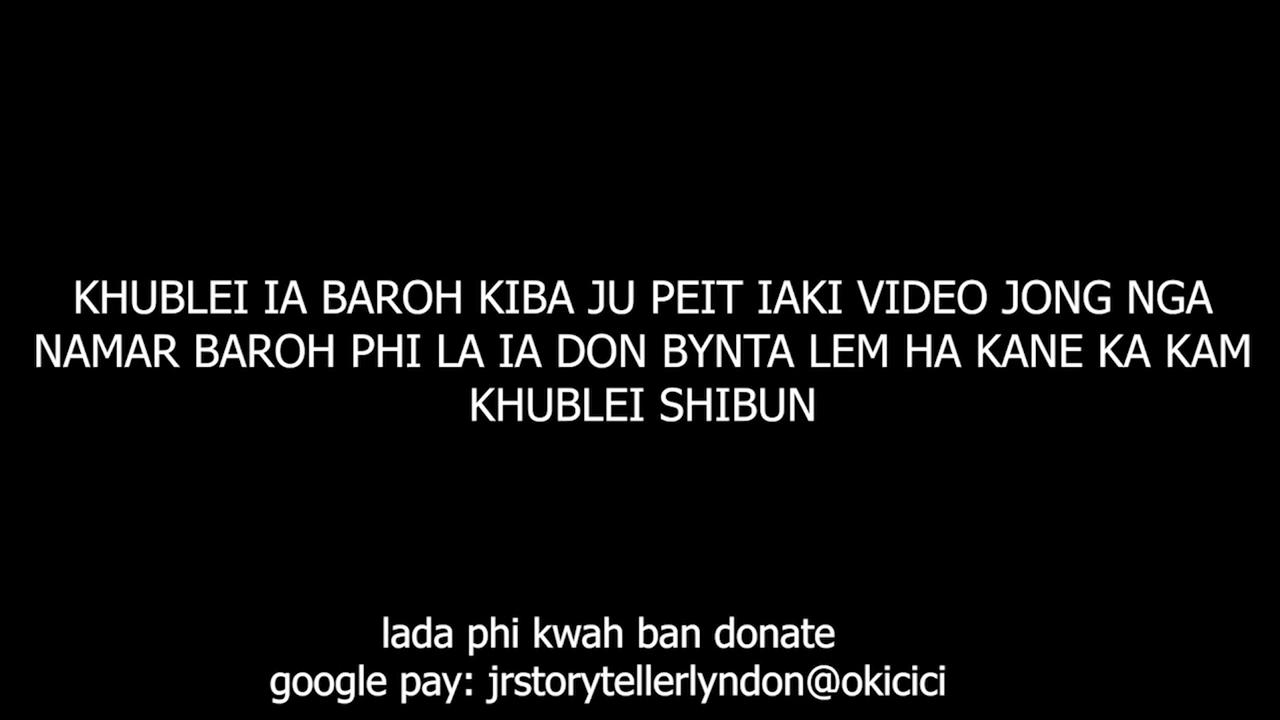 KHUBLEI IA BAROH KIBA JU PEIT IAKI VIDEO JONG NGA
NAMAR BAROH PHI LA IA DON BYNTA LEM HA KANE KA KAM
KHUBLEI SHIBUN
lada phi kwah ban donate
google pay: jrstorytellerlyndon@okicici